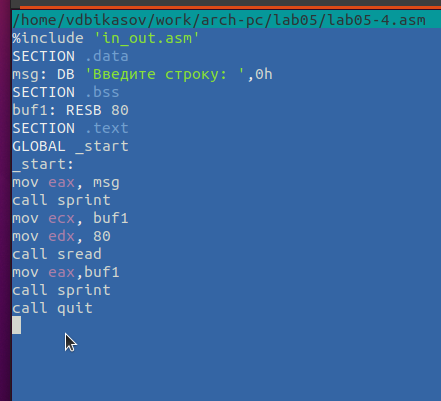 /home/vdbikasov/work/arch-pc/lab05/lab05-4.asm
%include 'in_out.asm'
SECTION .data
msg: DB 'Введите строку: ',0h
SECTION .bss
buf1: RESB 80
SECTION .text
GLOBAL _start
_start:
mov eax, msg
call sprint
mov ecx, buf1
mov edx, 80
call sread
mov eax,buf1
call sprint
call quit